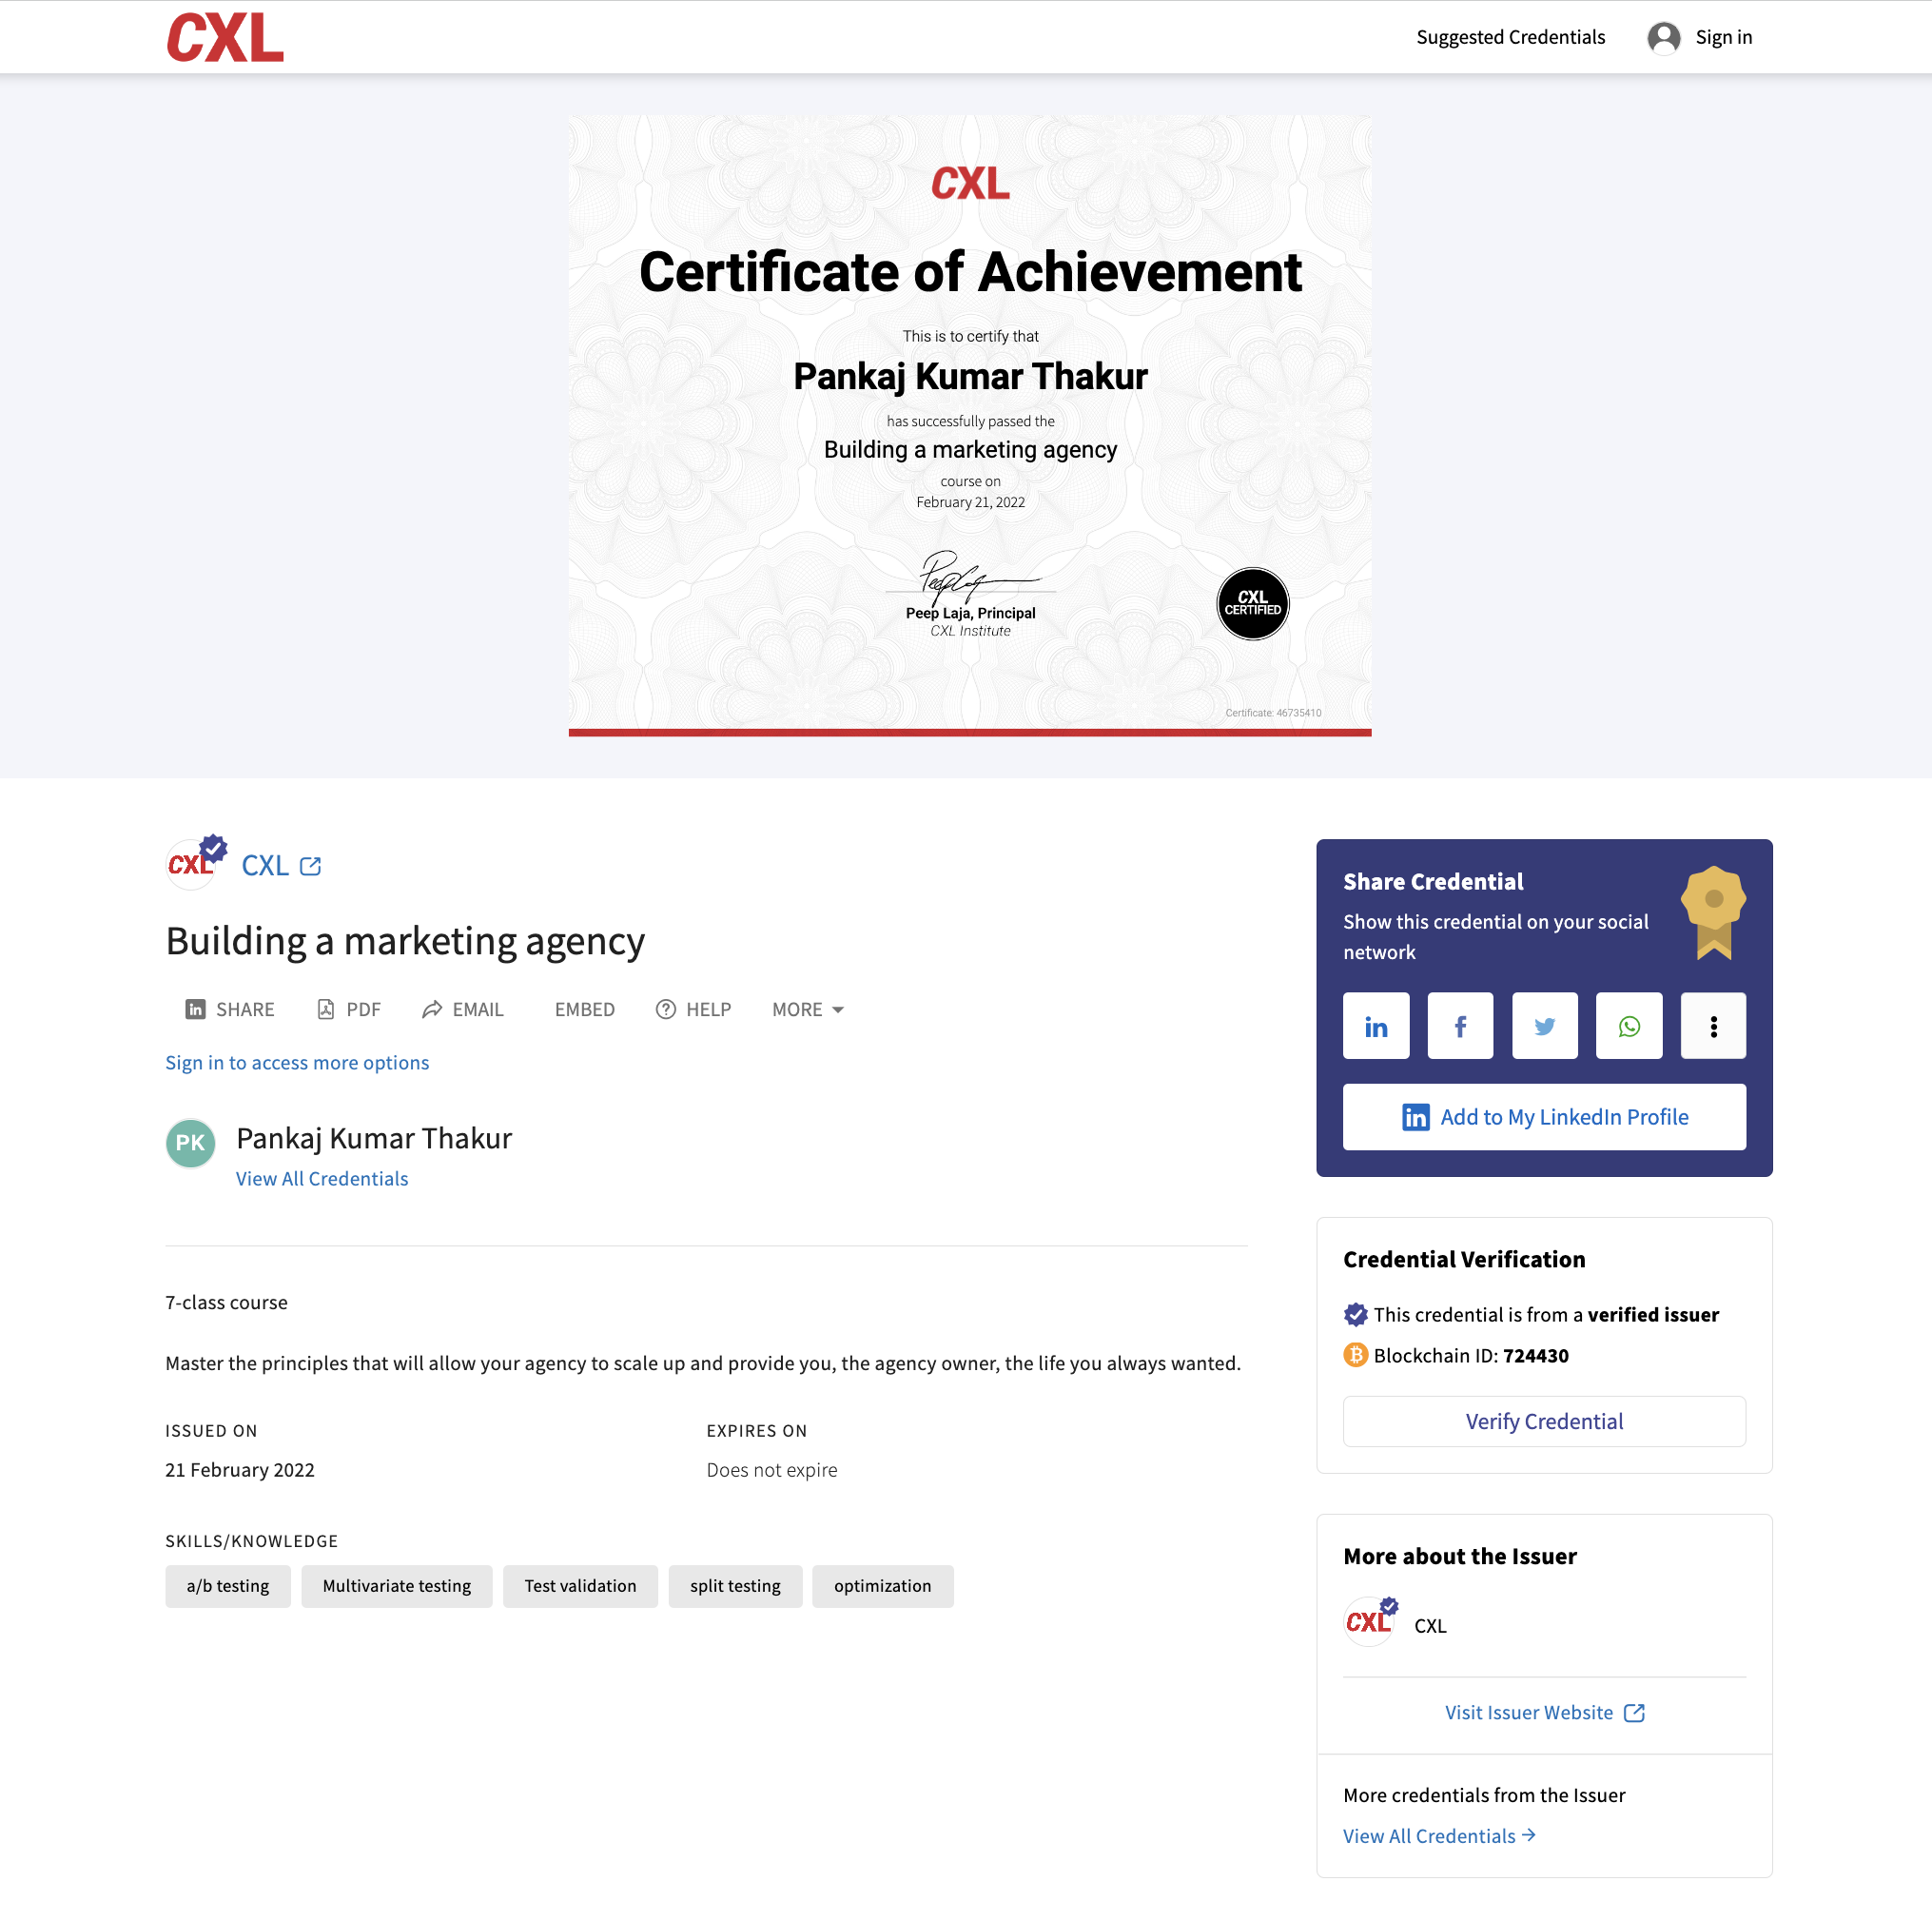 CXL
Suggested Credentials
Sign in
CXL
Certificate of Achievement
This is to certify that
Pankaj Kumar Thakur
has successfully passed the
Building a marketing agency
course on
February 21, 2022
Peep Laja, Principal
CXL Institute
CXL
CERTIFIED
Certificate: 46735410
CXL
CXL
Building a marketing agency
in SHARE
PDF
EMAIL
EMBED
? HELP
MORE
Sign in to access more options
PK
Pankaj Kumar Thakur
View All Credentials
7-class course
Master the principles that will allow your agency to scale up and provide you, the agency owner, the life you always wanted.
ISSUED ON
21 February 2022
EXPIRES ON
Does not expire
SKILLS/KNOWLEDGE
a/b testing
Multivariate testing
Test validation
split testing
optimization
Share Credential
Show this credential on your social
network
in
f
in Add to My LinkedIn Profile
Credential Verification
This credential is from a verified issuer
Blockchain ID: 724430
Verify Credential
More about the Issuer
CXL
CXL
Visit Issuer Website
More credentials from the Issuer
View All Credentials